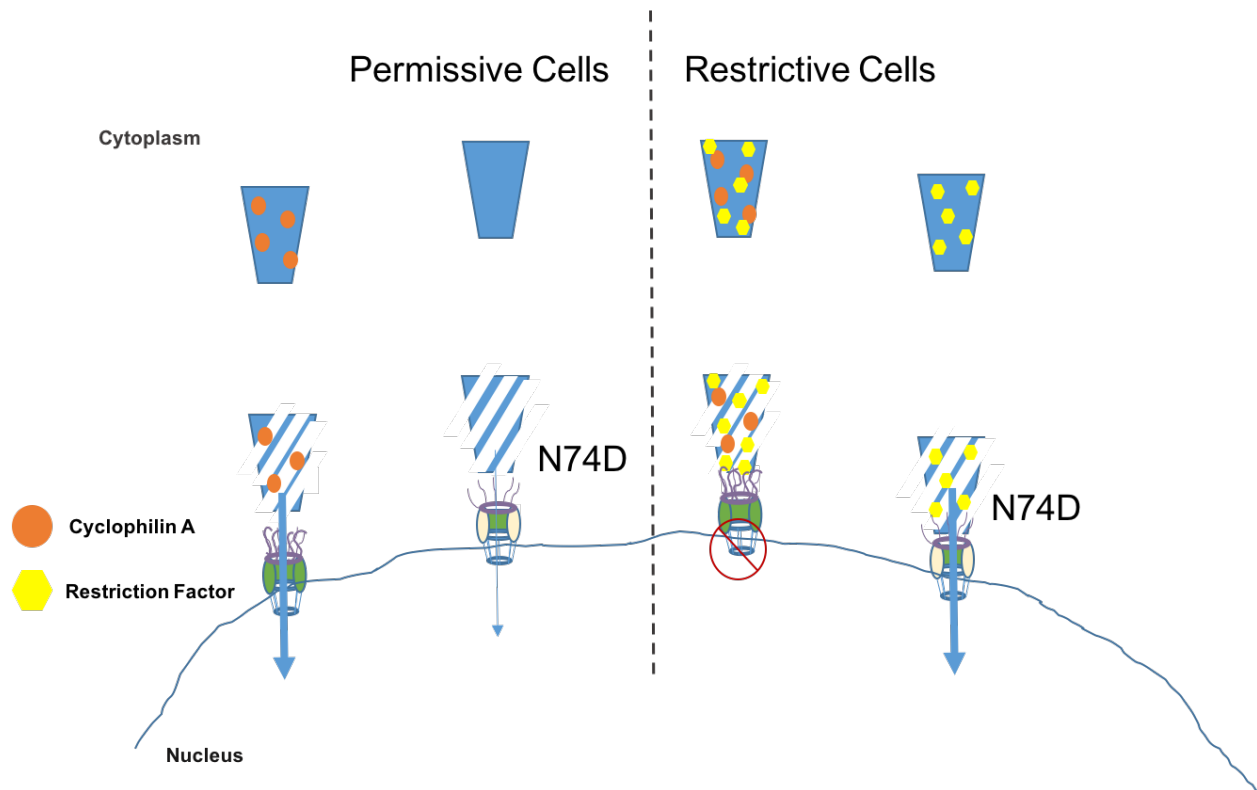 Permissive Cells
Restrictive Cells
Cytoplasm
N74D
N74D
Cyclophilin A
Restriction Factor
Nucleus